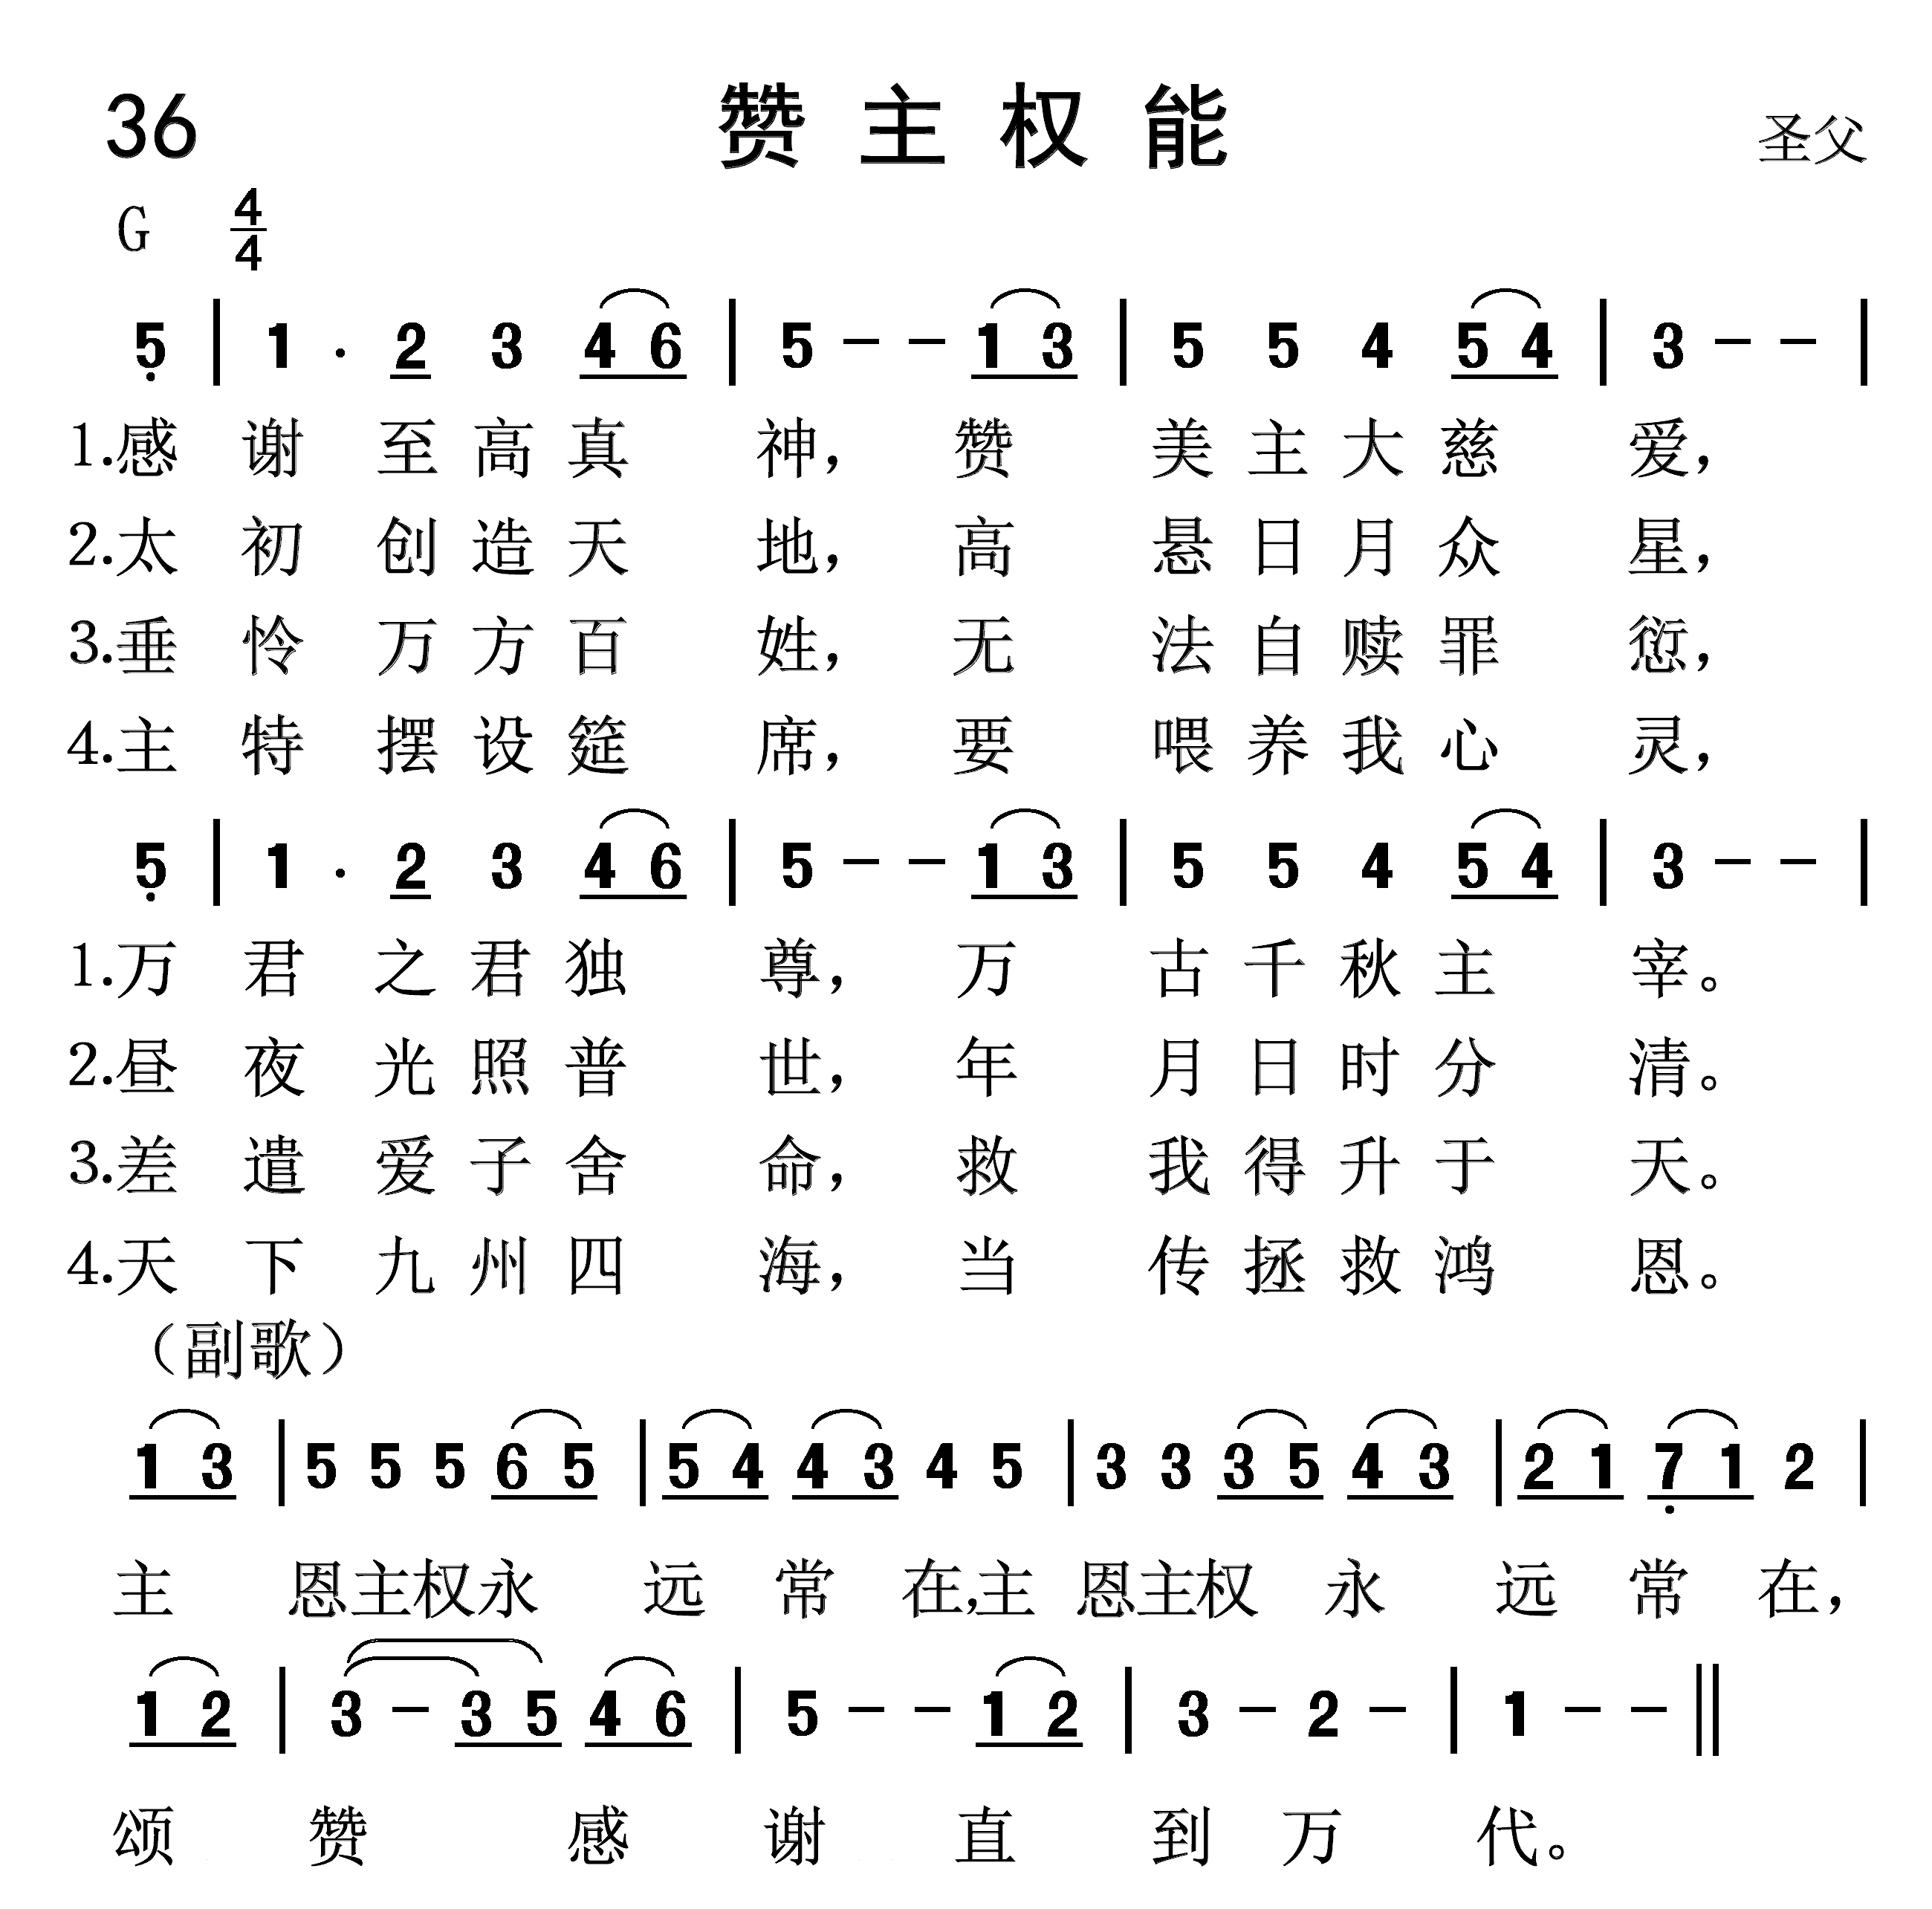 36 赞主权能 圣父
G 4/4
5̣ | 1 · 2 3 4 6 | 5 – – 1 3 | 5 5 4 5 4 | 3 – – |
1.感谢至高真神，赞美主大慈爱，
2.太初创造天地，高悬日月众星，
3.垂怜万方百姓，无法自赎罪愆，
4.主特摆设筵席，要喂养我心灵，
5̣ | 1 · 2 3 4 6 | 5 – – 1 3 | 5 5 4 5 4 | 3 – – |
1.万君之君独尊，万古千秋主宰。
2.昼夜光照普世，年月日时分清。
3.差遣爱子舍命，救我得升于天。
4.天下九州四海，当传拯救鸿恩。
（副歌）
1 3 | 5 5 5 6 5 | 5 4 4 3 4 5 | 3 3 3 5 4 3 | 2 1 7̣ 1 2 |
主恩主权永远常在,主恩主权永远常在，
1 2 | 3 – 3 5 4 6 | 5 – – 1 2 | 3 – 2 – | 1 – – ‖
颂赞感谢直到万代。